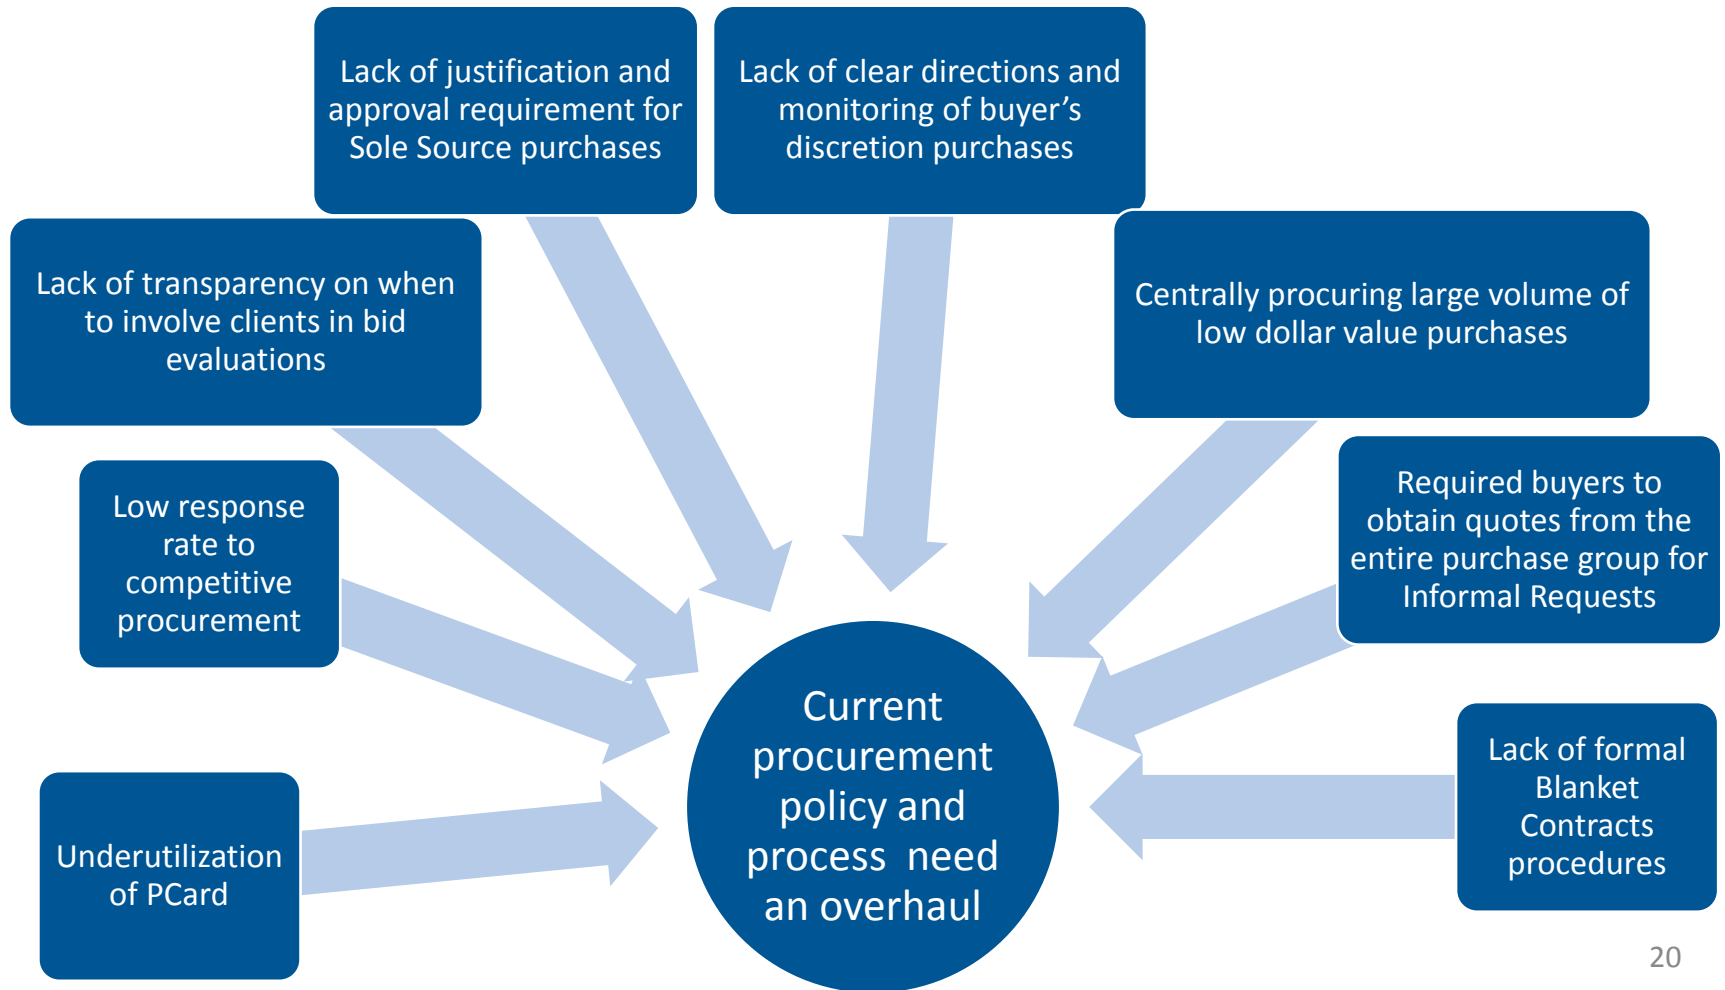 Lack of justification and
approval requirement for
Sole Source purchases
Lack of clear directions and
monitoring of buyer’s
discretion purchases
Lack of transparency on when
to involve clients in bid
evaluations
Centrally procuring large volume of
low dollar value purchases
Low response
rate to
competitive
procurement
Required buyers to
obtain quotes from the
entire purchase group for
Informal Requests
Underutilization
of PCard
Current
procurement
policy and
process  need
an overhaul
Lack of formal
Blanket
Contracts
procedures
20